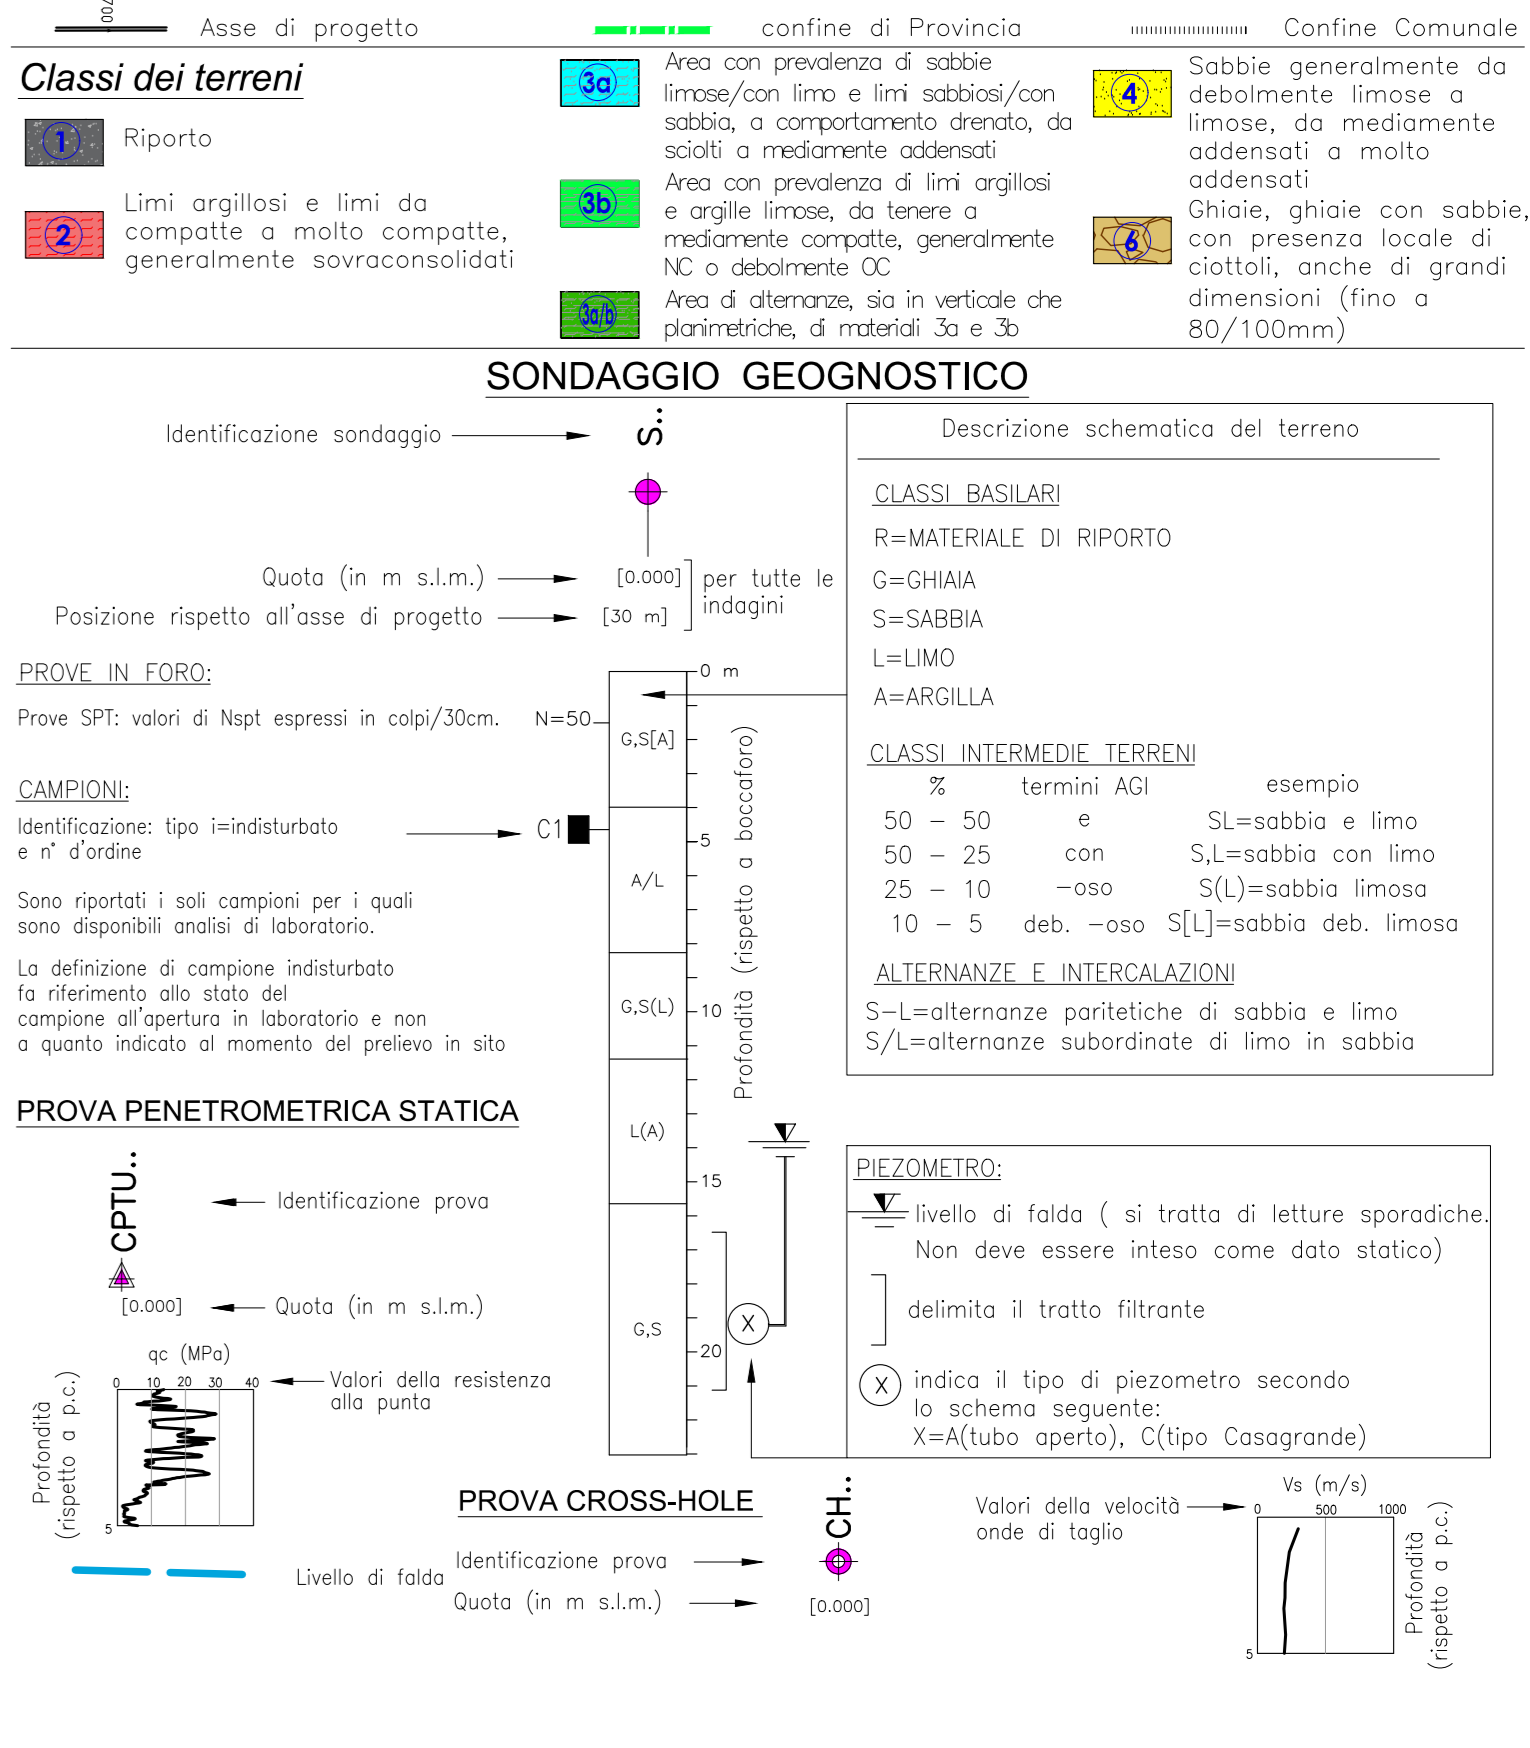 700
Asse di progetto
confine di Provincia
Confine Comunale
Classi dei terreni
1
Riporto
2
Limi argillosi e limi da
compatte a molto compatte,
generalmente sovraconsolidati
3a
Area con prevalenza di sabbie
limose/con limo e limi sabbiosi/con
sabbia, a comportamento drenato, da
sciolti a mediamente addensati
3b
Area con prevalenza di limi argillosi
e argille limose, da tenere a
mediamente compatte, generalmente
NC o debolmente OC
3a/b
Area di alternanze, sia in verticale che
planimetriche, di materiali 3a e 3b
4
Sabbie generalmente da
debolmente limose a
limose, da mediamente
addensati a molto
addensati
6
Ghiaie, ghiaie con sabbie,
con presenza locale di
ciottoli, anche di grandi
dimensioni (fino a
80/100mm)
SONDAGGIO GEOGNOSTICO
Identificazione sondaggio
S..
Quota (in m s.l.m.)
[0.000]
Posizione rispetto all'asse di progetto
[30 m]
per tutte le
indagini
PROVE IN FORO:
Prove SPT: valori di Nspt espressi in colpi/30cm.
N=50
CAMPIONI:
Identificazione: tipo i=indisturbato
e n° d'ordine
C1
Sono riportati i soli campioni per i quali
sono disponibili analisi di laboratorio.
La definizione di campione indisturbato
fa riferimento allo stato del
campione all'apertura in laboratorio e non
a quanto indicato al momento del prelievo in sito
0 m
G,S[A]
5
A/L
G,S(L)
10
L(A)
15
G,S
20
Profondità (rispetto a boccaforo)
X
Descrizione schematica del terreno
CLASSI BASILARI
R=MATERIALE DI RIPORTO
G=GHIAIA
S=SABBIA
L=LIMO
A=ARGILLA
CLASSI INTERMEDIE TERRENI
% termini AGI esempio
50 - 50 e SL=sabbia e limo
50 - 25 con S,L=sabbia con limo
25 - 10 -oso S(L)=sabbia limosa
10 - 5 deb. -oso S[L]=sabbia deb. limosa
ALTERNANZE E INTERCALAZIONI
S-L=alternanze paritetiche di sabbia e limo
S/L=alternanze subordinate di limo in sabbia
PIEZOMETRO:
livello di falda ( si tratta di letture sporadiche.
Non deve essere inteso come dato statico)
delimita il tratto filtrante
X
indica il tipo di piezometro secondo
lo schema seguente:
X=A(tubo aperto), C(tipo Casagrande)
PROVA PENETROMETRICA STATICA
CPTU..
Identificazione prova
[0.000]
Quota (in m s.l.m.)
qc (MPa)
0 10 20 30 40
Valori della resistenza
alla punta
Profondità
(rispetto a p.c.)
5
Livello di falda
PROVA CROSS-HOLE
CH..
Identificazione prova
Quota (in m s.l.m.)
[0.000]
Valori della velocità
onde di taglio
Vs (m/s)
0 500 1000
5
Profondità
(rispetto a p.c.)